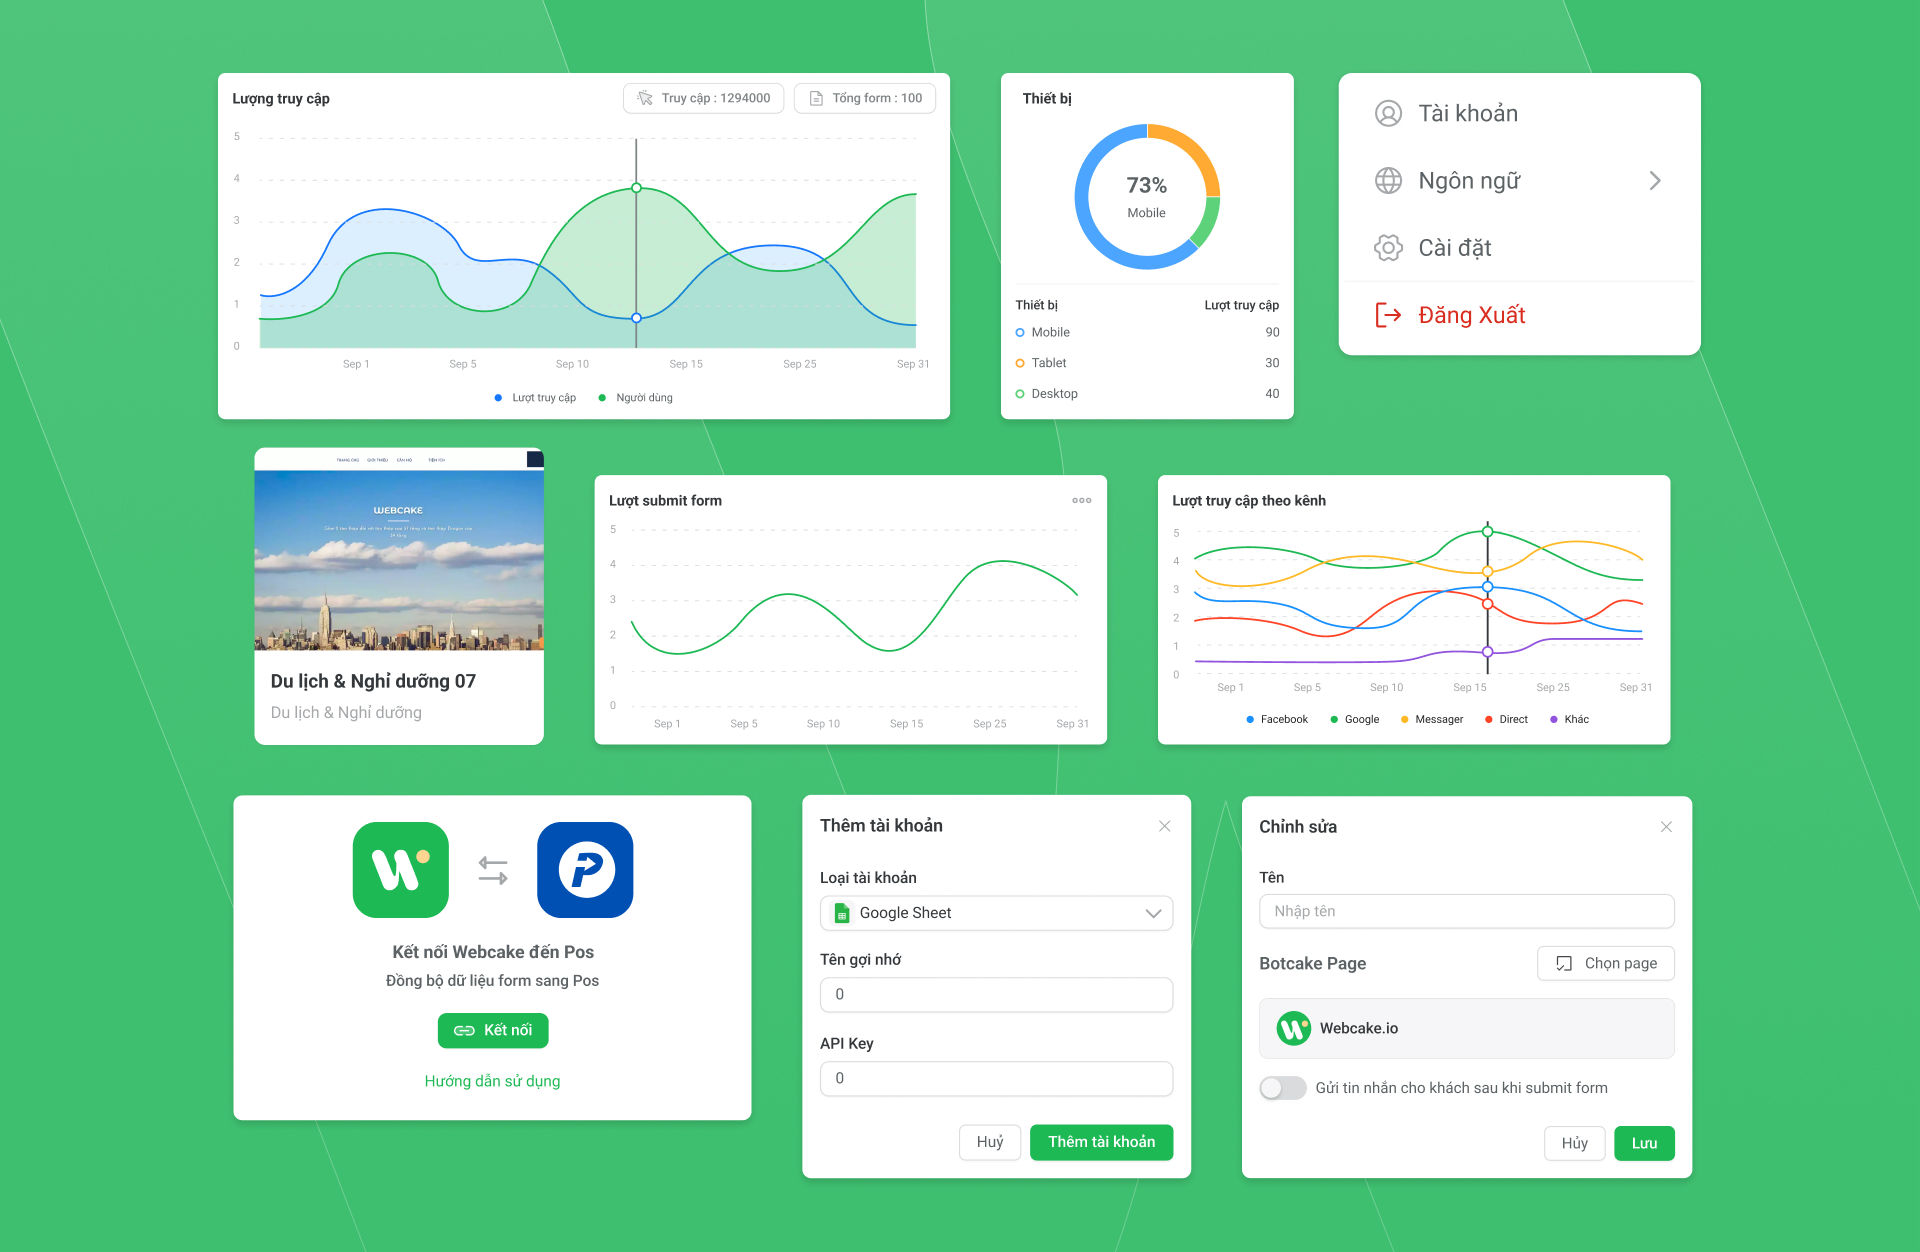 Lượng truy cập
Truy cập : 1294000
Tổng form : 100
5
4
3
2
1
0
Sep 1
Sep 5
Sep 10
Sep 15
Sep 25
Sep 31
Lượt truy cập
Người dùng
Thiết bị
73%
Mobile
Thiết bị
Lượt truy cập
Mobile
90
Tablet
30
Desktop
40
Tài khoản
Ngôn ngữ
Cài đặt
Đăng Xuất
TRANG CHỦ
GIỚI THIỆU
CĂN HỘ
TIỆN ÍCH
WEBCAKE
Du lịch & Nghỉ dưỡng 07
Du lịch & Nghỉ dưỡng
Lượt submit form
5
4
3
2
1
0
Sep 1
Sep 5
Sep 10
Sep 15
Sep 25
Sep 31
Lượt truy cập theo kênh
5
4
3
2
1
0
Sep 1
Sep 5
Sep 10
Sep 15
Sep 25
Sep 31
Facebook
Google
Messager
Direct
Khác
Kết nối Webcake đến Pos
Đồng bộ dữ liệu form sang Pos
Kết nối
Hướng dẫn sử dụng
Thêm tài khoản
Loại tài khoản
Google Sheet
Tên gợi nhớ
0
API Key
0
Huỷ
Thêm tài khoản
Chỉnh sửa
Tên
Nhập tên
Botcake Page
Chọn page
Webcake.io
Gửi tin nhắn cho khách sau khi submit form
Hủy
Lưu